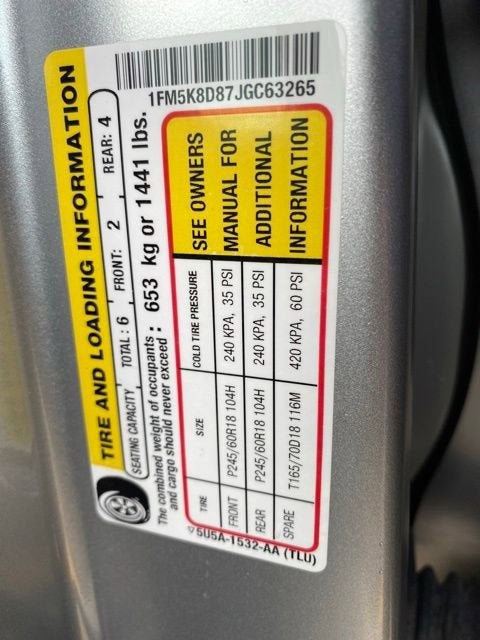 1FM5K8D87JGC63265
TIRE AND LOADING INFORMATION
SEATING CAPACITY TOTAL: 6 FRONT: 2 REAR: 4
The combined weight of occupants and cargo should never exceed: 653 kg or 1441 lbs.
TIRE SIZE COLD TIRE PRESSURE SEE OWNERS
FRONT P245/60R18 104H 240 KPA, 35 PSI MANUAL FOR
REAR P245/60R18 104H 240 KPA, 35 PSI ADDITIONAL
SPARE T165/70D18 116M 420 KPA, 60 PSI INFORMATION
5U5A-1532-AA (TLU)